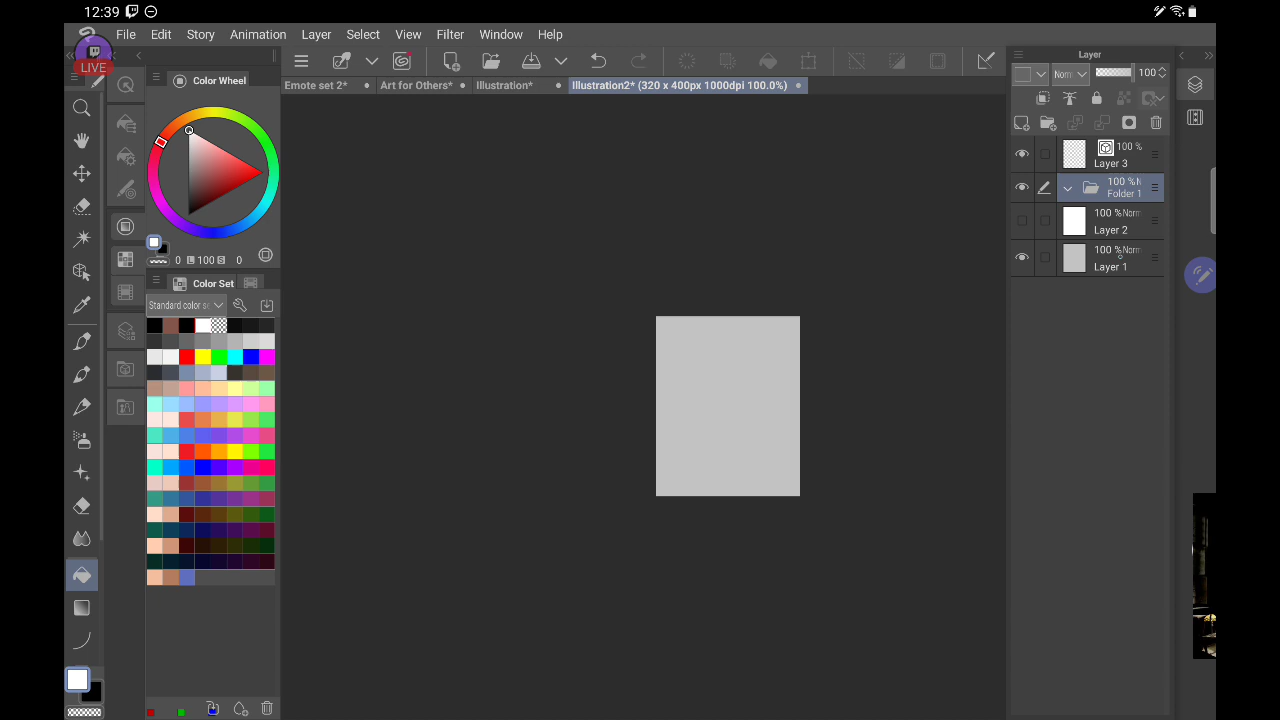 12:39
File Edit Story Animation Layer Select View Filter Window Help
LIVE
Color Wheel
Layer
Norm 100
Emote set 2* Art for Others* Illustration* Illustration2* (320 x 400px 1000dpi 100.0%)
100 %
Layer 3
100 % N
Folder 1
100 % Norm
Layer 2
100 % Norm
Layer 1
0 L 100 S 0
Color Set
Standard color s